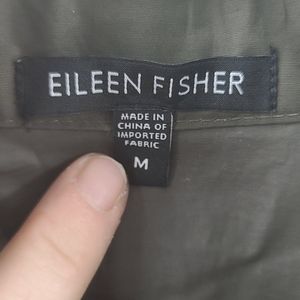 EILEEN FISHER
MADE IN
CHINA OF
IMPORTED
FABRIC
M